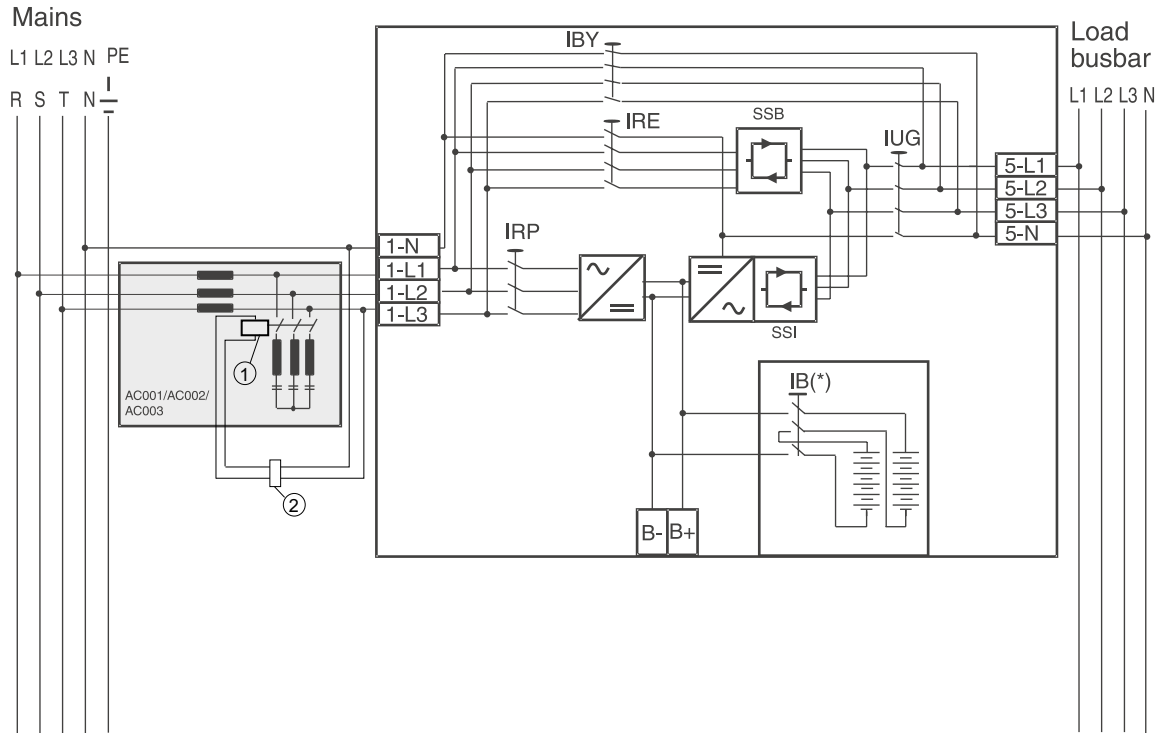 Mains
L1 L2 L3 N PE
R S T N
Load
busbar
L1 L2 L3 N
IBY
IRE
SSB
IUG
5-L1
5-L2
5-L3
5-N
1-N
1-L1
1-L2
1-L3
IRP
SSI
1
AC001/AC002/
AC003
2
IB(*)
B- B+